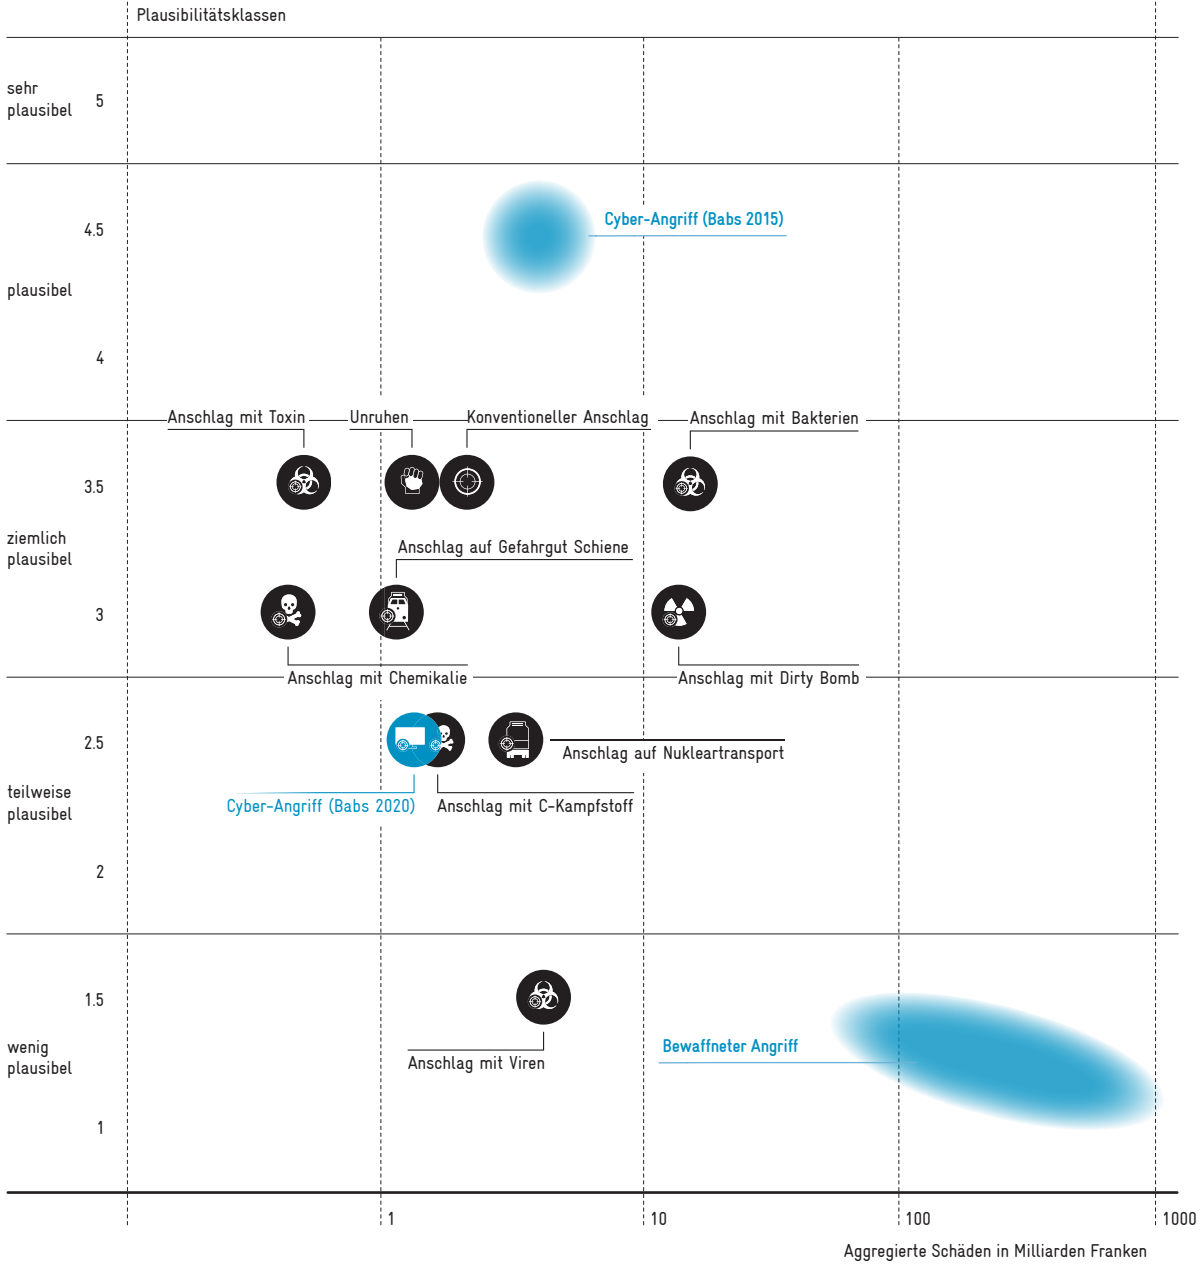 Plausibilitätsklassen
sehr
plausibel
5
4.5
Cyber-Angriff (Babs 2015)
plausibel
4
Anschlag mit Toxin
Unruhen
Konventioneller Anschlag
Anschlag mit Bakterien
3.5
ziemlich
plausibel
Anschlag auf Gefahrgut Schiene
3
Anschlag mit Chemikalie
Anschlag mit Dirty Bomb
2.5
Anschlag auf Nukleartransport
teilweise
plausibel
Cyber-Angriff (Babs 2020)
Anschlag mit C-Kampfstoff
2
1.5
wenig
plausibel
Anschlag mit Viren
Bewaffneter Angriff
1
1
10
100
1000
Aggregierte Schäden in Milliarden Franken